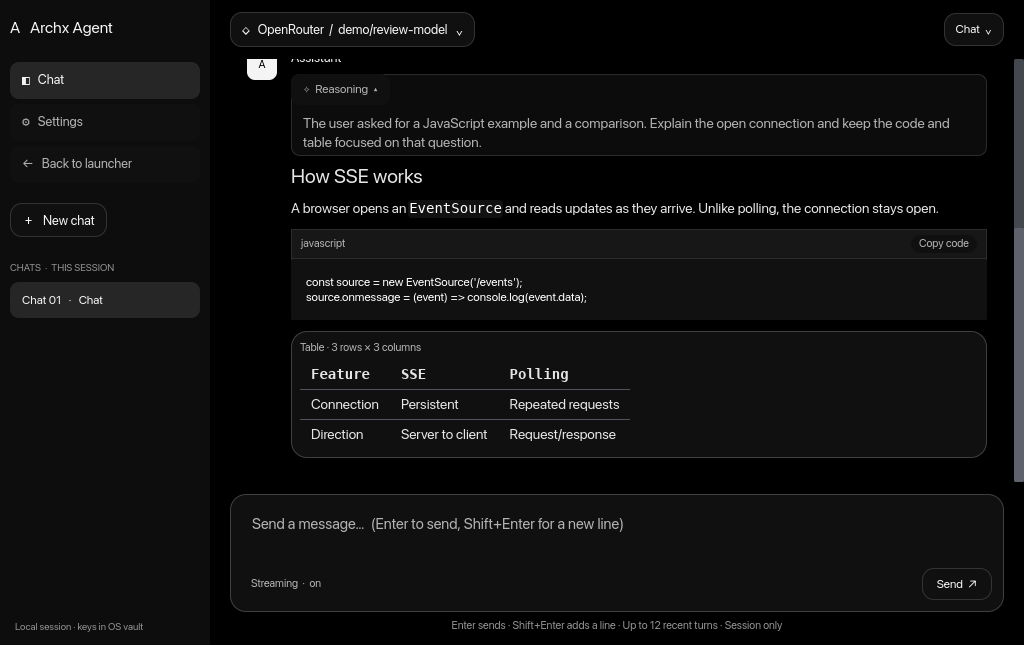 A Archx Agent
Chat
Settings
← Back to launcher
+ New chat
CHATS · THIS SESSION
Chat 01 · Chat
Local session · keys in OS vault
OpenRouter / demo/review-model
Chat
A
Assistant
Reasoning
The user asked for a JavaScript example and a comparison. Explain the open connection and keep the code and
table focused on that question.
How SSE works
A browser opens an EventSource and reads updates as they arrive. Unlike polling, the connection stays open.
javascript
Copy code
const source = new EventSource('/events');
source.onmessage = (event) => console.log(event.data);
Table · 3 rows × 3 columns
Feature SSE Polling
Connection Persistent Repeated requests
Direction Server to client Request/response
Send a message... (Enter to send, Shift+Enter for a new line)
Streaming · on
Send ↗
Enter sends · Shift+Enter adds a line · Up to 12 recent turns · Session only